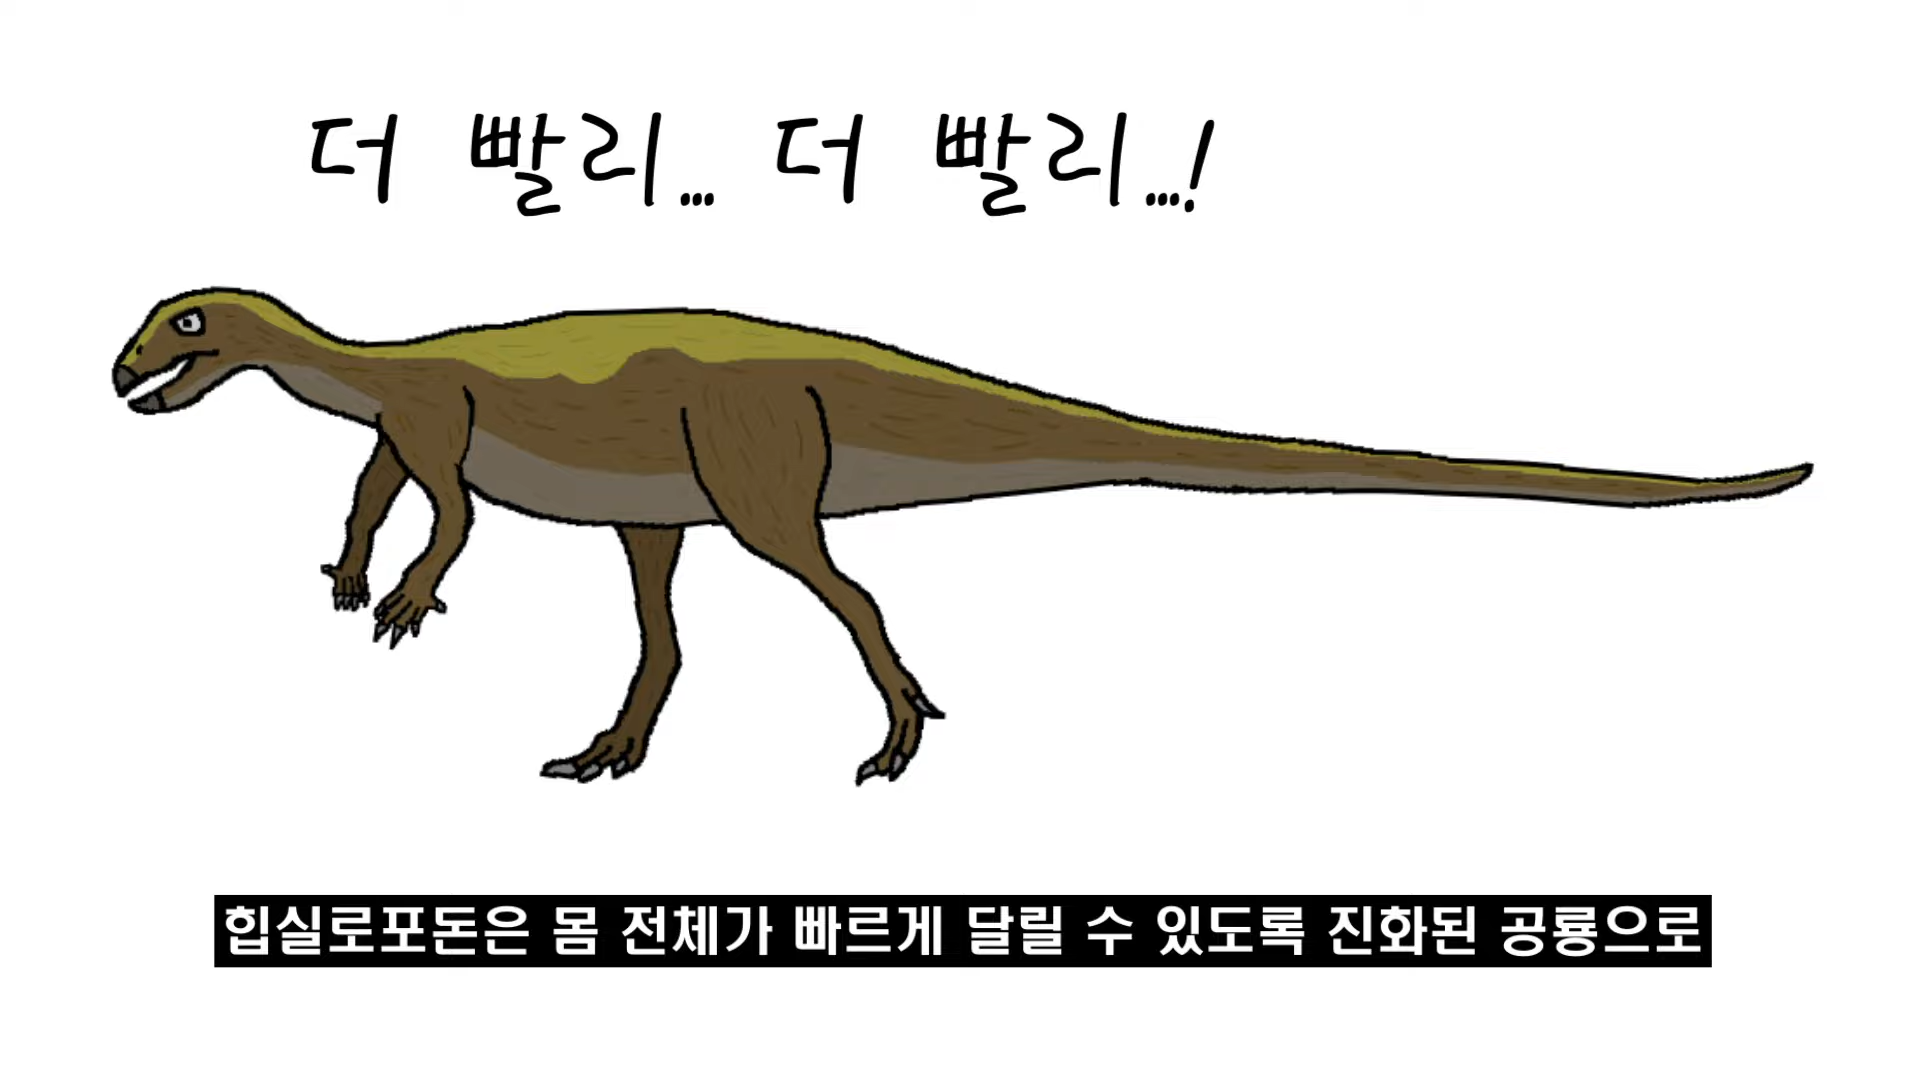 더 빨리... 더 빨리...!
힙실로포돈은 몸 전체가 빠르게 달릴 수 있도록 진화된 공룡으로